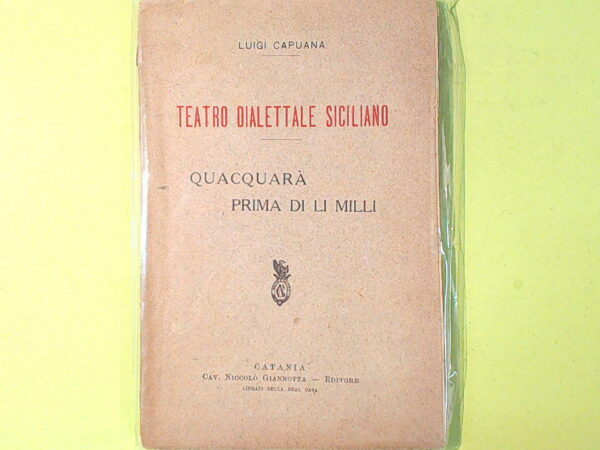 LUIGI CAPUANA
TEATRO DIALETTALE SICILIANO
QUACQUARÀ
PRIMA DI LI MILLI
CATANIA
CAV. NICCOLÒ GIANNOTTA — EDITORE
LIBRAIO DELLA REAL CASA